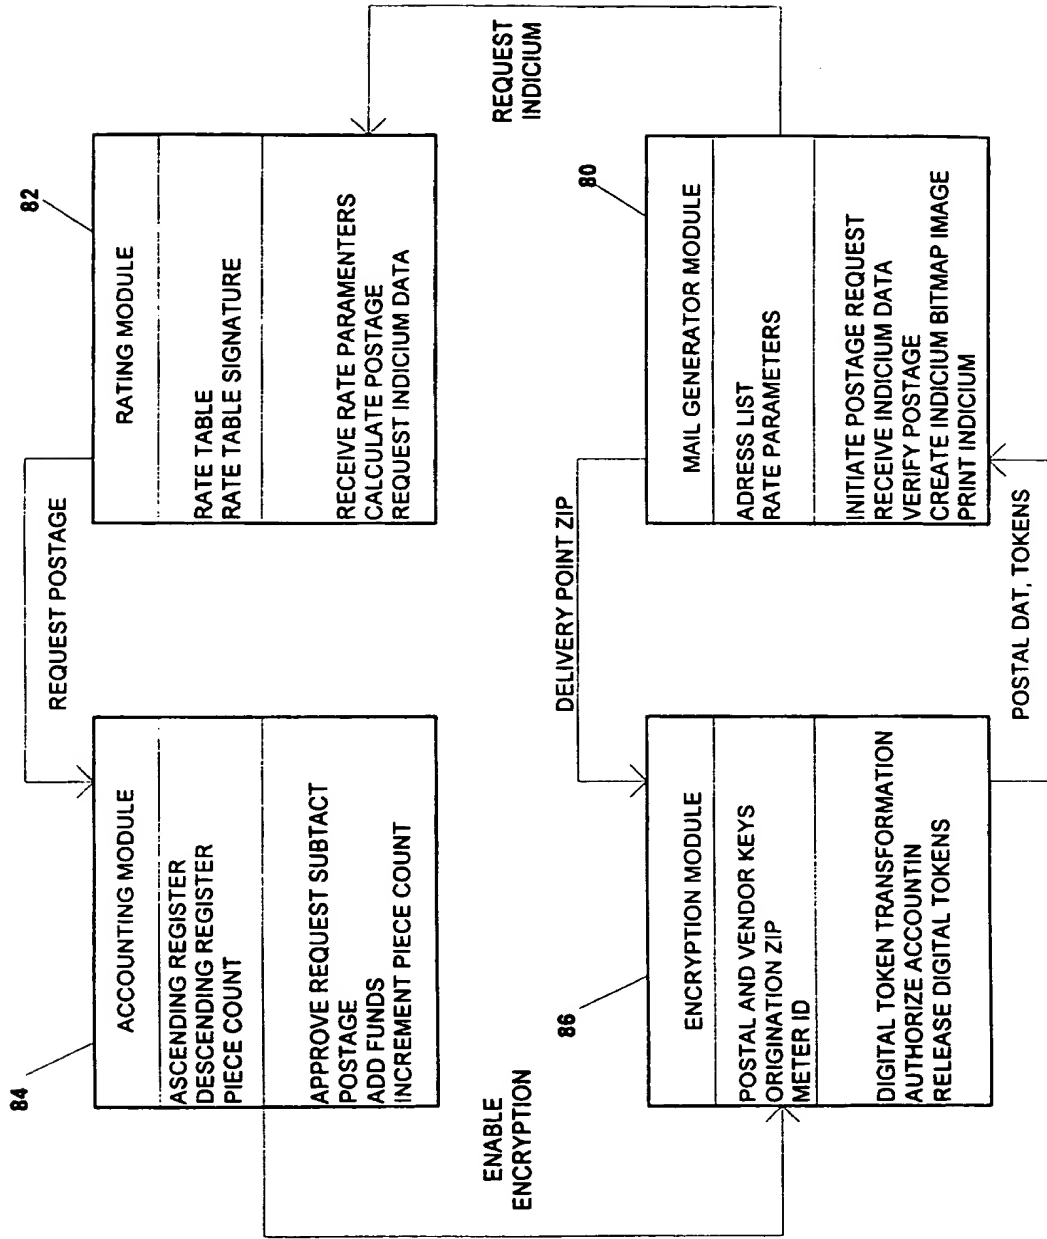 84
ACCOUNTING MODULE
ASCENDING REGISTER
DESCENDING REGISTER
PIECE COUNT
APPROVE REQUEST SUBTACT
POSTAGE
ADD FUNDS
INCREMENT PIECE COUNT
REQUEST POSTAGE
82
RATING MODULE
RATE TABLE
RATE TABLE SIGNATURE
RECEIVE RATE PARAMENTERS
CALCULATE POSTAGE
REQUEST INDICIUM DATA
ENABLE
ENCRYPTION
REQUEST
INDICIUM
86
ENCRYPTION MODULE
POSTAL AND VENDOR KEYS
ORIGINATION ZIP
METER ID
DIGITAL TOKEN TRANSFORMATION
AUTHORIZE ACCOUNTIN
RELEASE DIGITAL TOKENS
DELIVERY POINT ZIP
80
MAIL GENERATOR MODULE
ADRESS LIST
RATE PARAMETERS
INITIATE POSTAGE REQUEST
RECEIVE INDICIUM DATA
VERIFY POSTAGE
CREATE INDICIUM BITMAP IMAGE
PRINT INDICIUM
POSTAL DAT, TOKENS